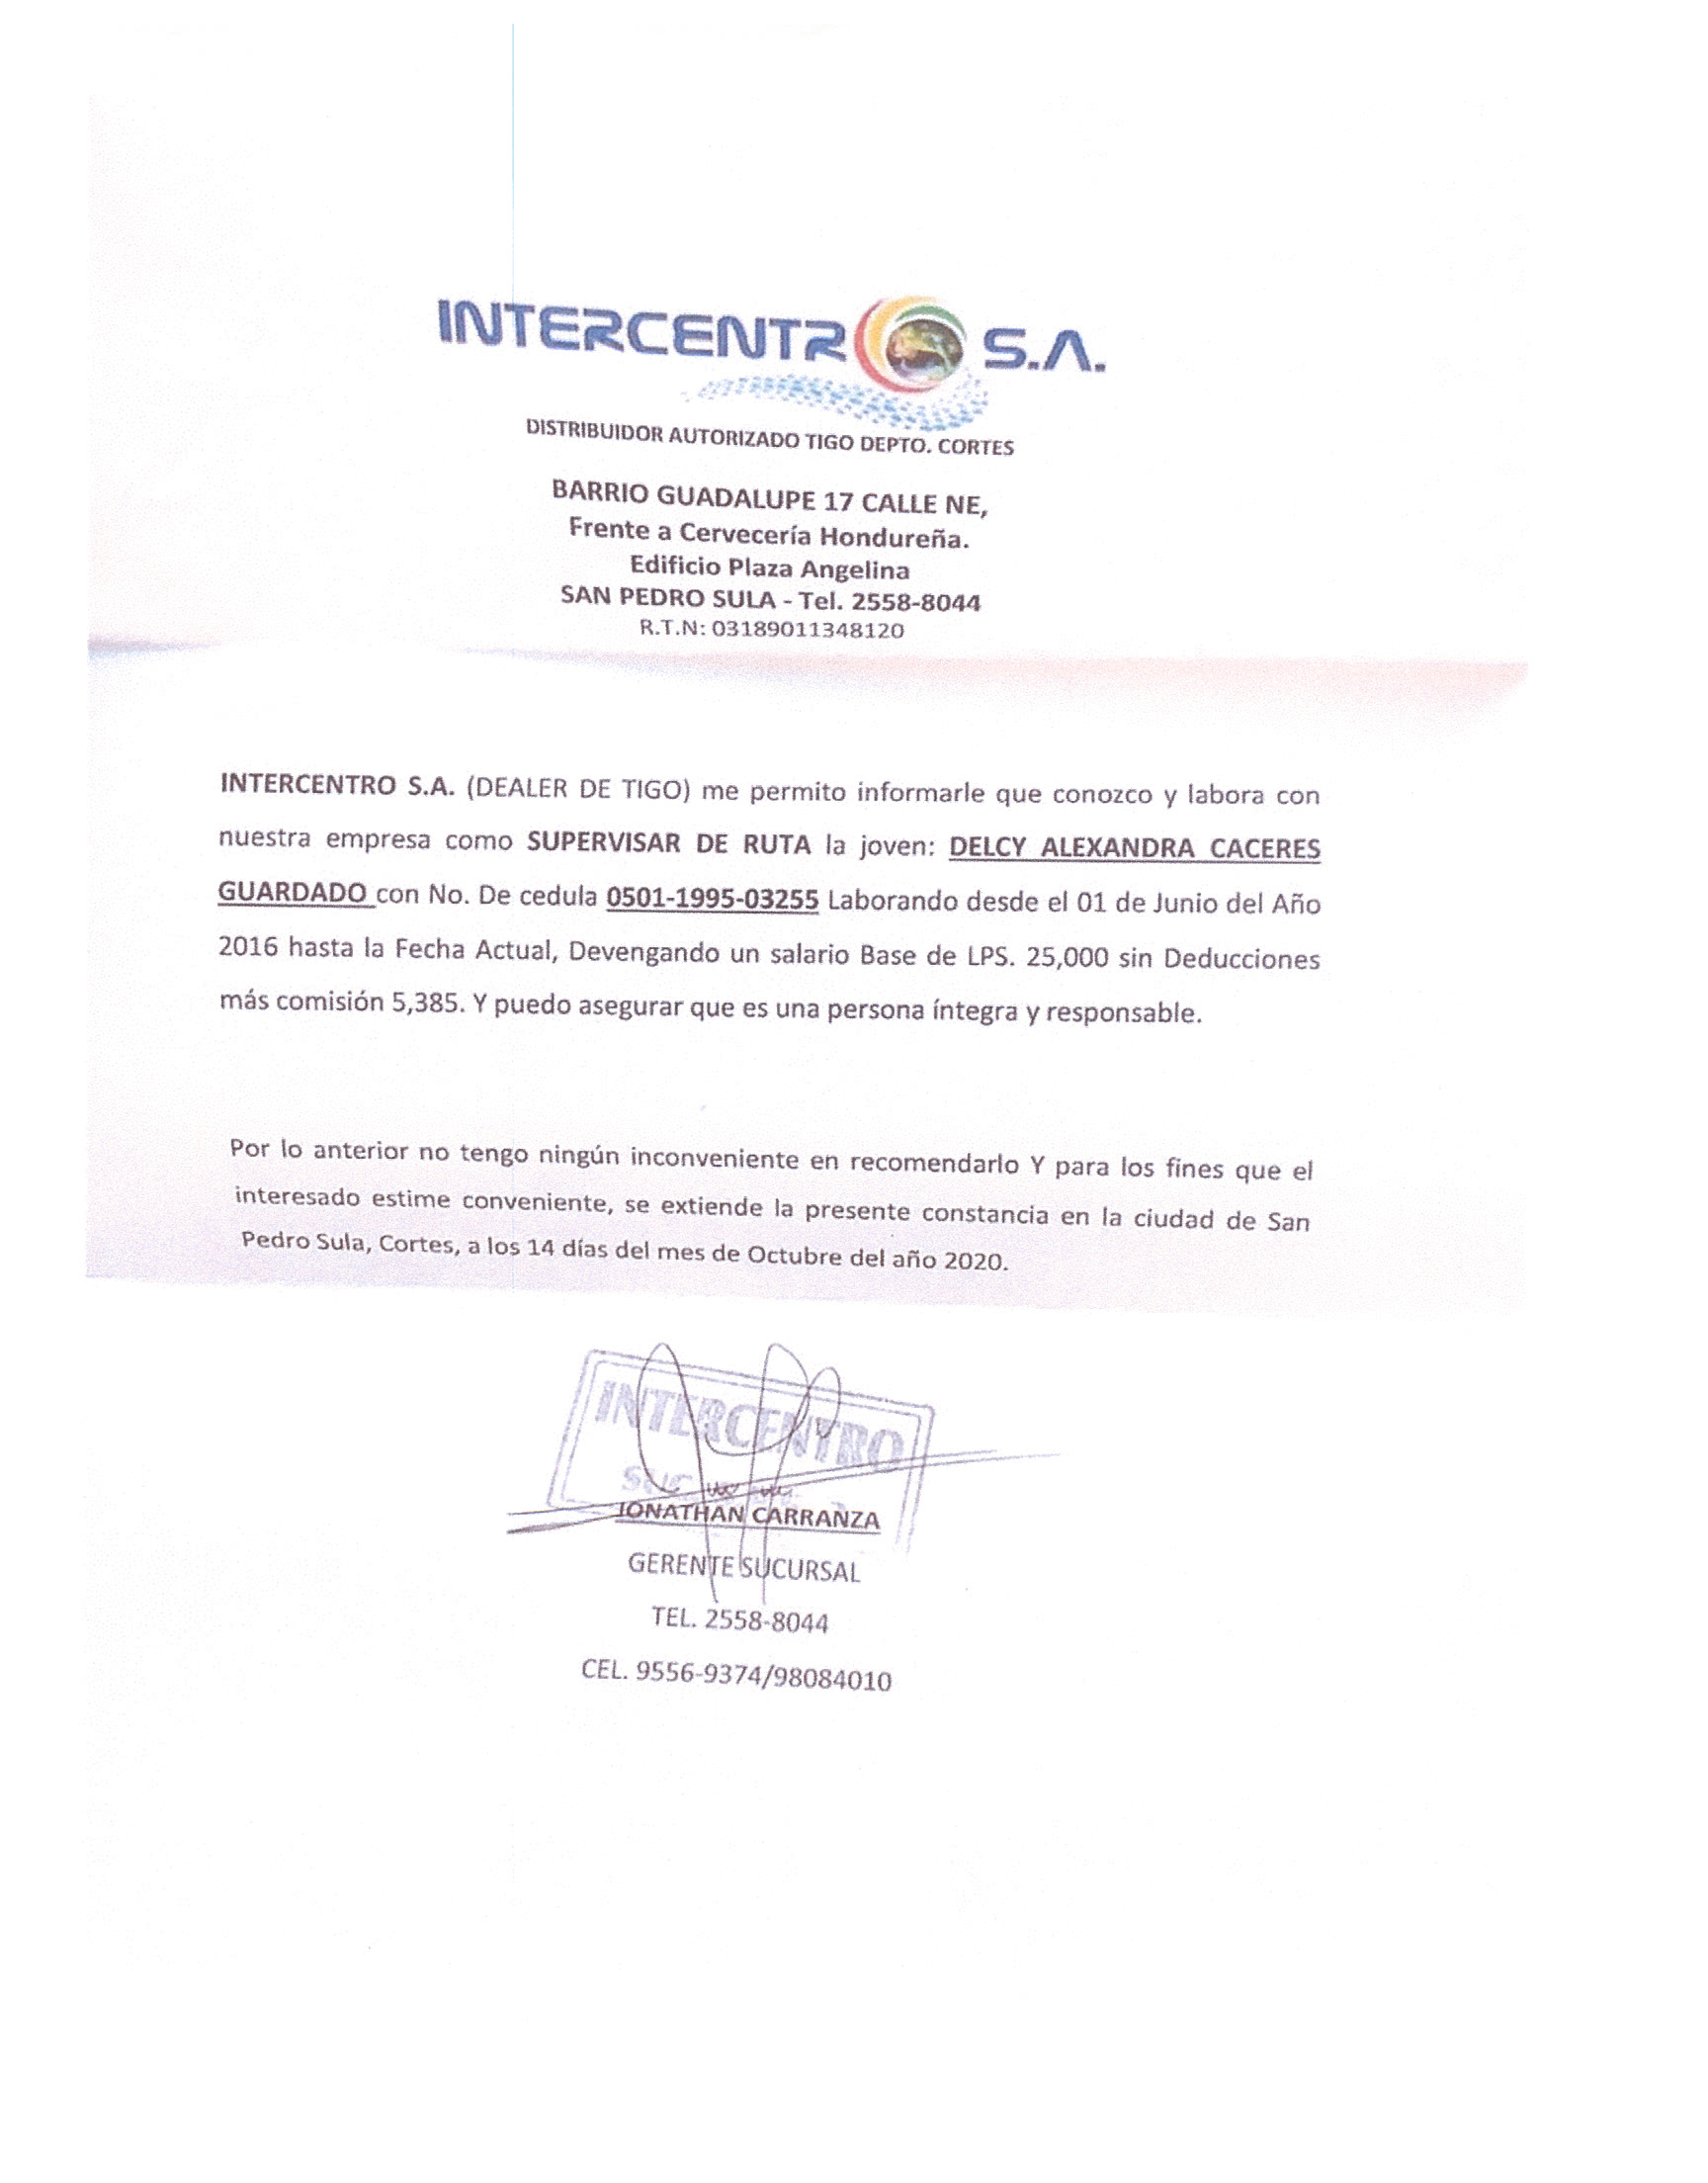 INTERCENTRO S.A.
DISTRIBUIDOR AUTORIZADO TIGO DEPTO. CORTES
BARRIO GUADALUPE 17 CALLE NE,
Frente a Cervecería Hondureña.
Edificio Plaza Angelina
SAN PEDRO SULA - Tel. 2558-8044
R.T.N: 03189011348120
INTERCENTRO S.A. (DEALER DE TIGO) me permito informarle que conozco y labora con
nuestra empresa como SUPERVISAR DE RUTA la joven: DELCY ALEXANDRA CACERES
GUARDADO con No. De cedula 0501-1995-03255 Laborando desde el 01 de Junio del Año
2016 hasta la Fecha Actual, Devengando un salario Base de LPS. 25,000 sin Deducciones
más comisión 5,385. Y puedo asegurar que es una persona íntegra y responsable.
Por lo anterior no tengo ningún inconveniente en recomendarlo Y para los fines que el
interesado estime conveniente, se extiende la presente constancia en la ciudad de San
Pedro Sula, Cortes, a los 14 días del mes de Octubre del año 2020.
INTERCENTRO
JONATHAN CARRANZA
GERENTE SUCURSAL
TEL. 2558-8044
CEL. 9556-9374/98084010